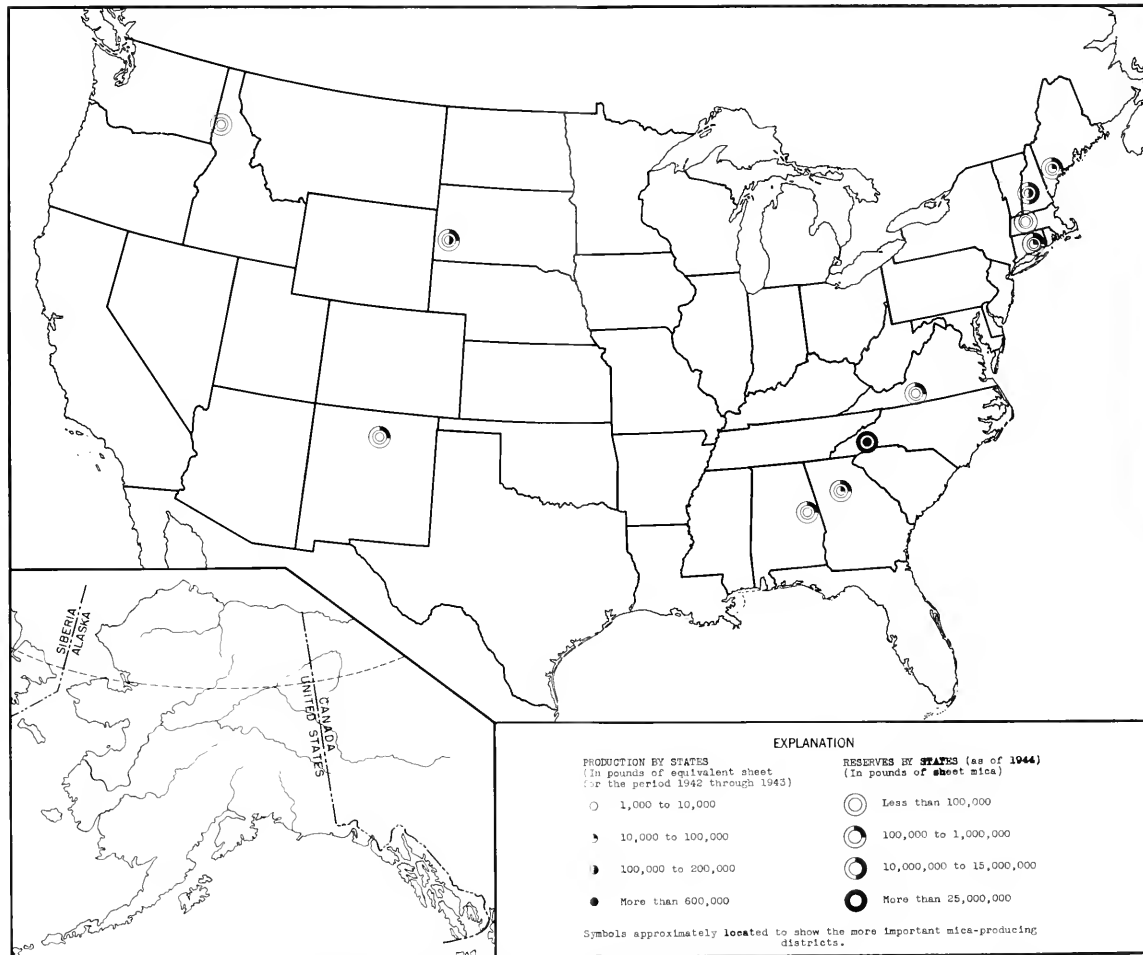 SIBERIA
ALASKA
CANADA
UNITED STATES
EXPLANATION
PRODUCTION BY STATES
(In pounds of equivalent sheet
for the period 1942 through 1943)
1,000 to 10,000
10,000 to 100,000
100,000 to 200,000
More than 600,000
RESERVES BY STATES (as of 1944)
(In pounds of sheet mica)
Less than 100,000
100,000 to 1,000,000
10,000,000 to 15,000,000
More than 25,000,000
Symbols approximately located to show the more important mica-producing
districts.